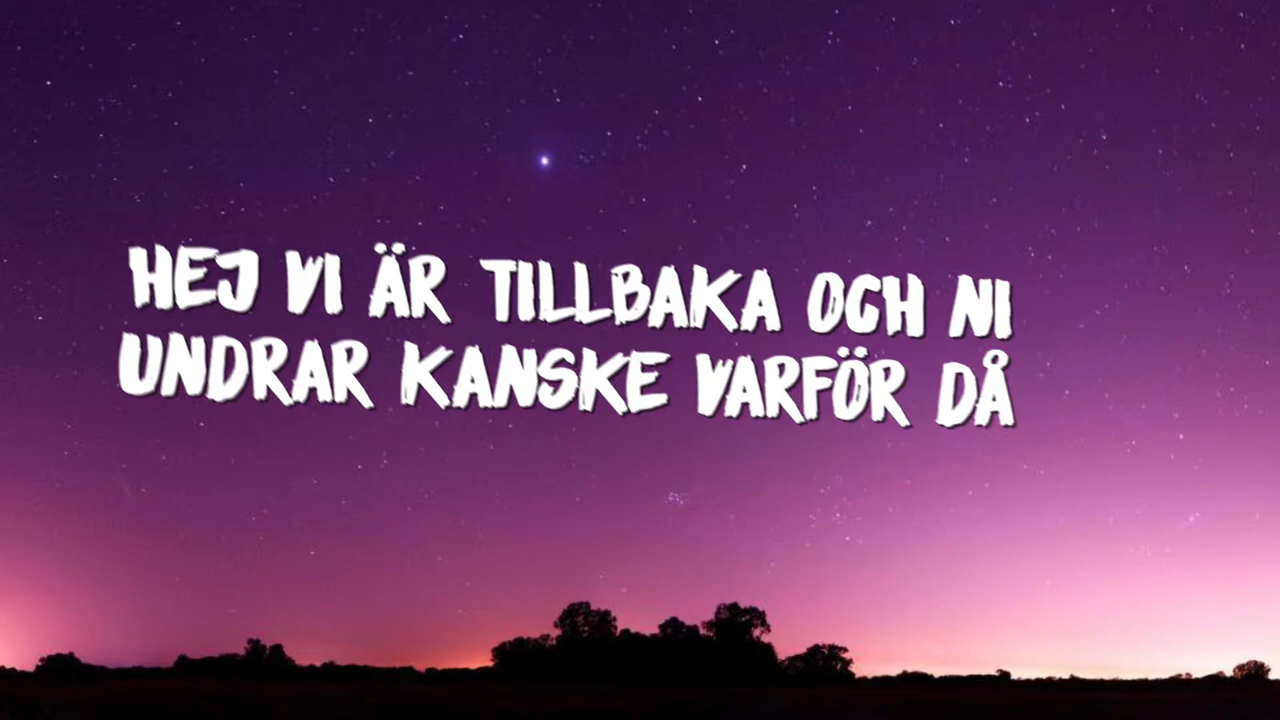 HEJ VI ÄR TILLBAKA OCH NI
UNDRAR KANSKE VARFÖR DÅ